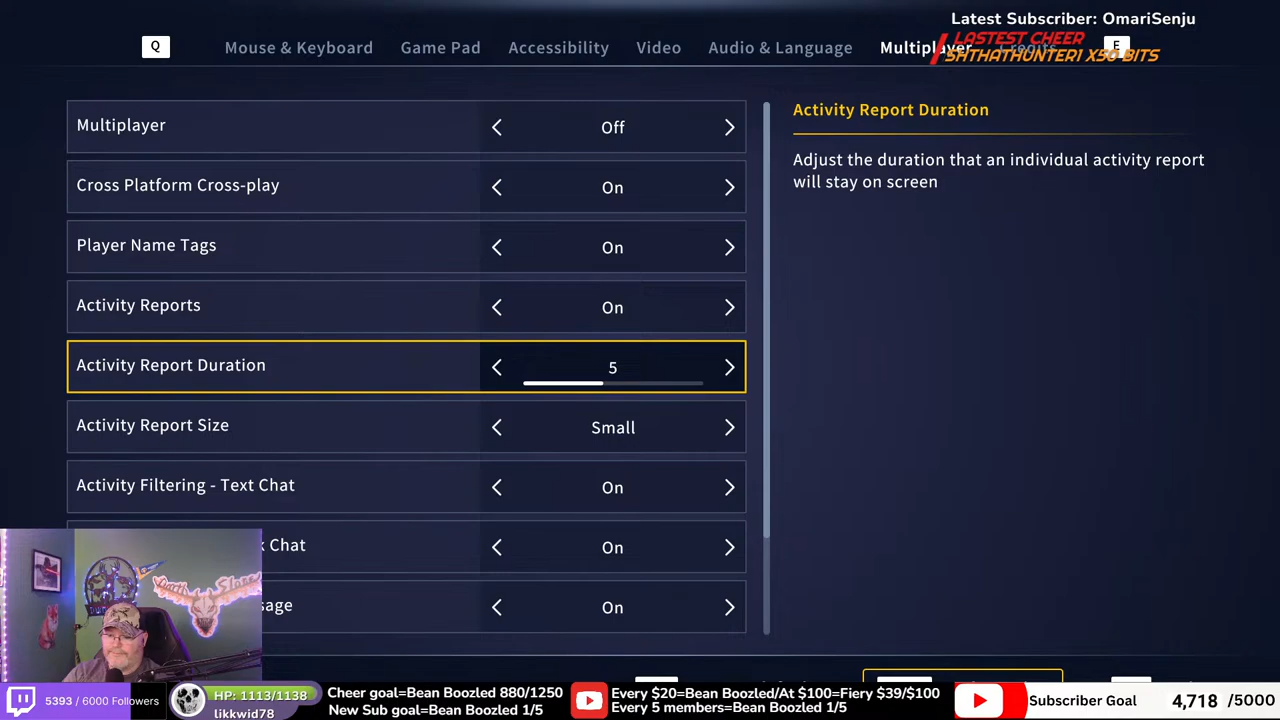 Latest Subscriber: OmariSenju
LASTEST CHEER
SHTHATHUNTER1 X50 BITS
Q
Mouse & Keyboard
Game Pad
Accessibility
Video
Audio & Language
Multiplayer
Credits
E
Multiplayer
Off
Cross Platform Cross-play
On
Player Name Tags
On
Activity Reports
On
Activity Report Duration
5
Activity Report Size
Small
Activity Filtering - Text Chat
On
Chat
On
On
Activity Report Duration
Adjust the duration that an individual activity report
will stay on screen
5393 / 6000 Followers
HP: 1113/1138
likkwid78
Cheer goal=Bean Boozled 880/1250
New Sub goal=Bean Boozled 1/5
Every $20=Bean Boozled/At $100=Fiery $39/$100
Every 5 members=Bean Boozled 1/5
Subscriber Goal
4,718 /5000